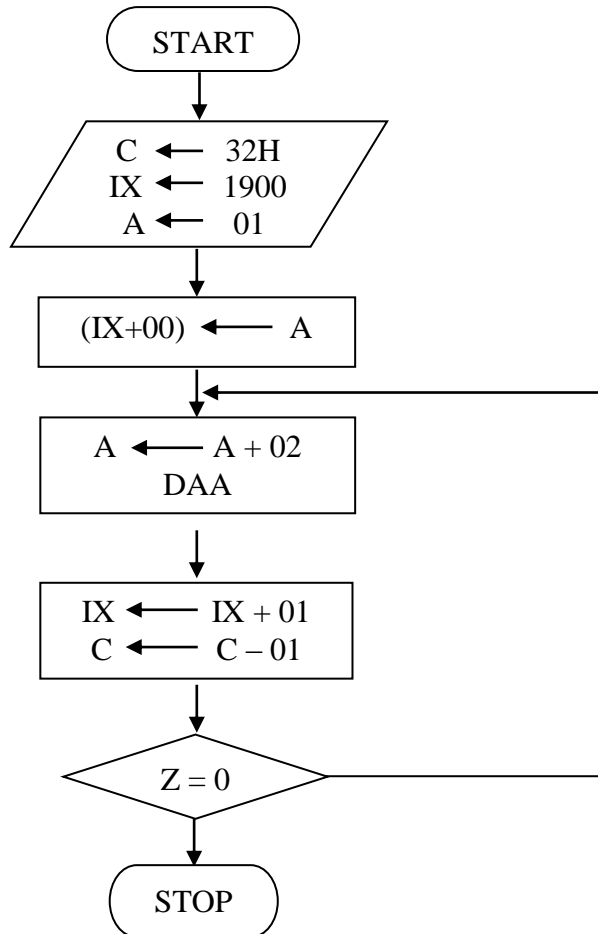 START
C ← 32H
IX ← 1900
A ← 01
(IX+00) ← A
A ← A + 02
DAA
IX ← IX + 01
C ← C – 01
Z = 0
STOP